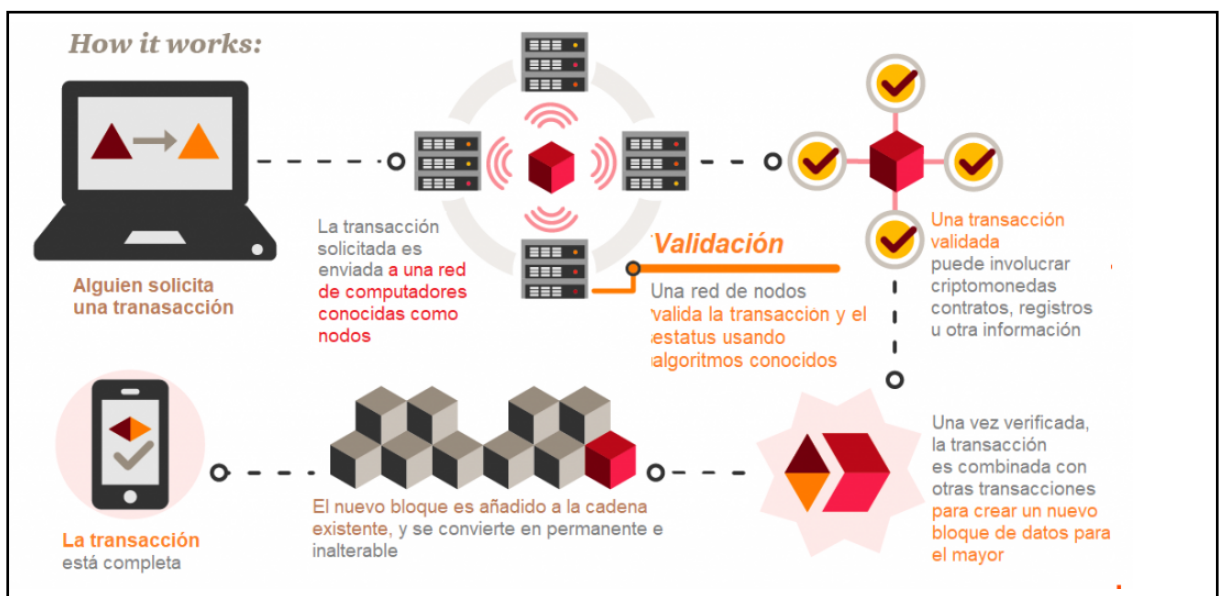 How it works:
Alguien solicita
una tranasacción
La transacción
solicitada es
enviada a una red
de computadores
conocidas como
nodos
Validación
Una red de nodos
valida la transacción y el
estatus usando
algoritmos conocidos
Una transacción
validada
puede involucrar
criptomonedas
contratos, registros
u otra información
Una vez verificada,
la transacción
es combinada con
otras transacciones
para crear un nuevo
bloque de datos para
el mayor
El nuevo bloque es añadido a la cadena
existente, y se convierte en permanente e
inalterable
La transacción
está completa